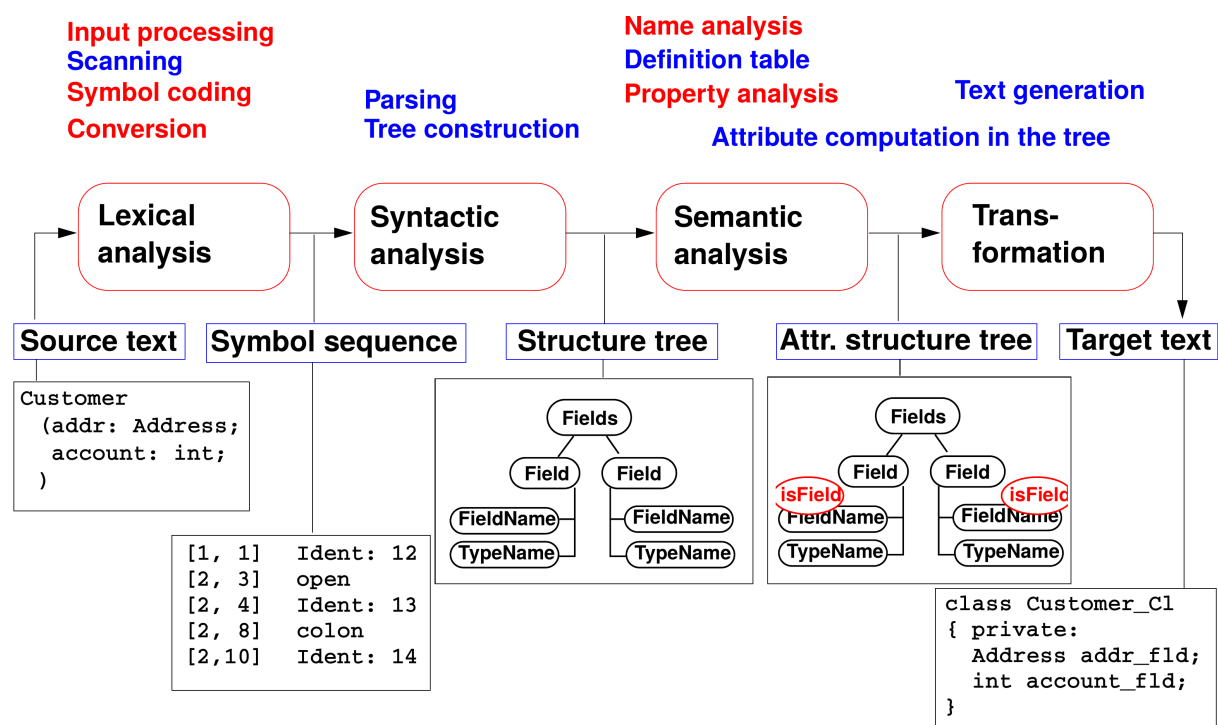 Input processing
Scanning
Symbol coding
Conversion
Parsing
Tree construction
Name analysis
Definition table
Property analysis
Text generation
Attribute computation in the tree
Lexical
analysis
Syntactic
analysis
Semantic
analysis
Trans-
formation
Source text
Symbol sequence
Structure tree
Attr. structure tree
Target text
Customer
(addr: Address;
account: int;
)
[1, 1] Ident: 12
[2, 3] open
[2, 4] Ident: 13
[2, 8] colon
[2,10] Ident: 14
Fields
Field Field
FieldName FieldName
TypeName TypeName
Fields
Field Field
isField isField
FieldName FieldName
TypeName TypeName
class Customer_Cl
{ private:
Address addr_fld;
int account_fld;
}